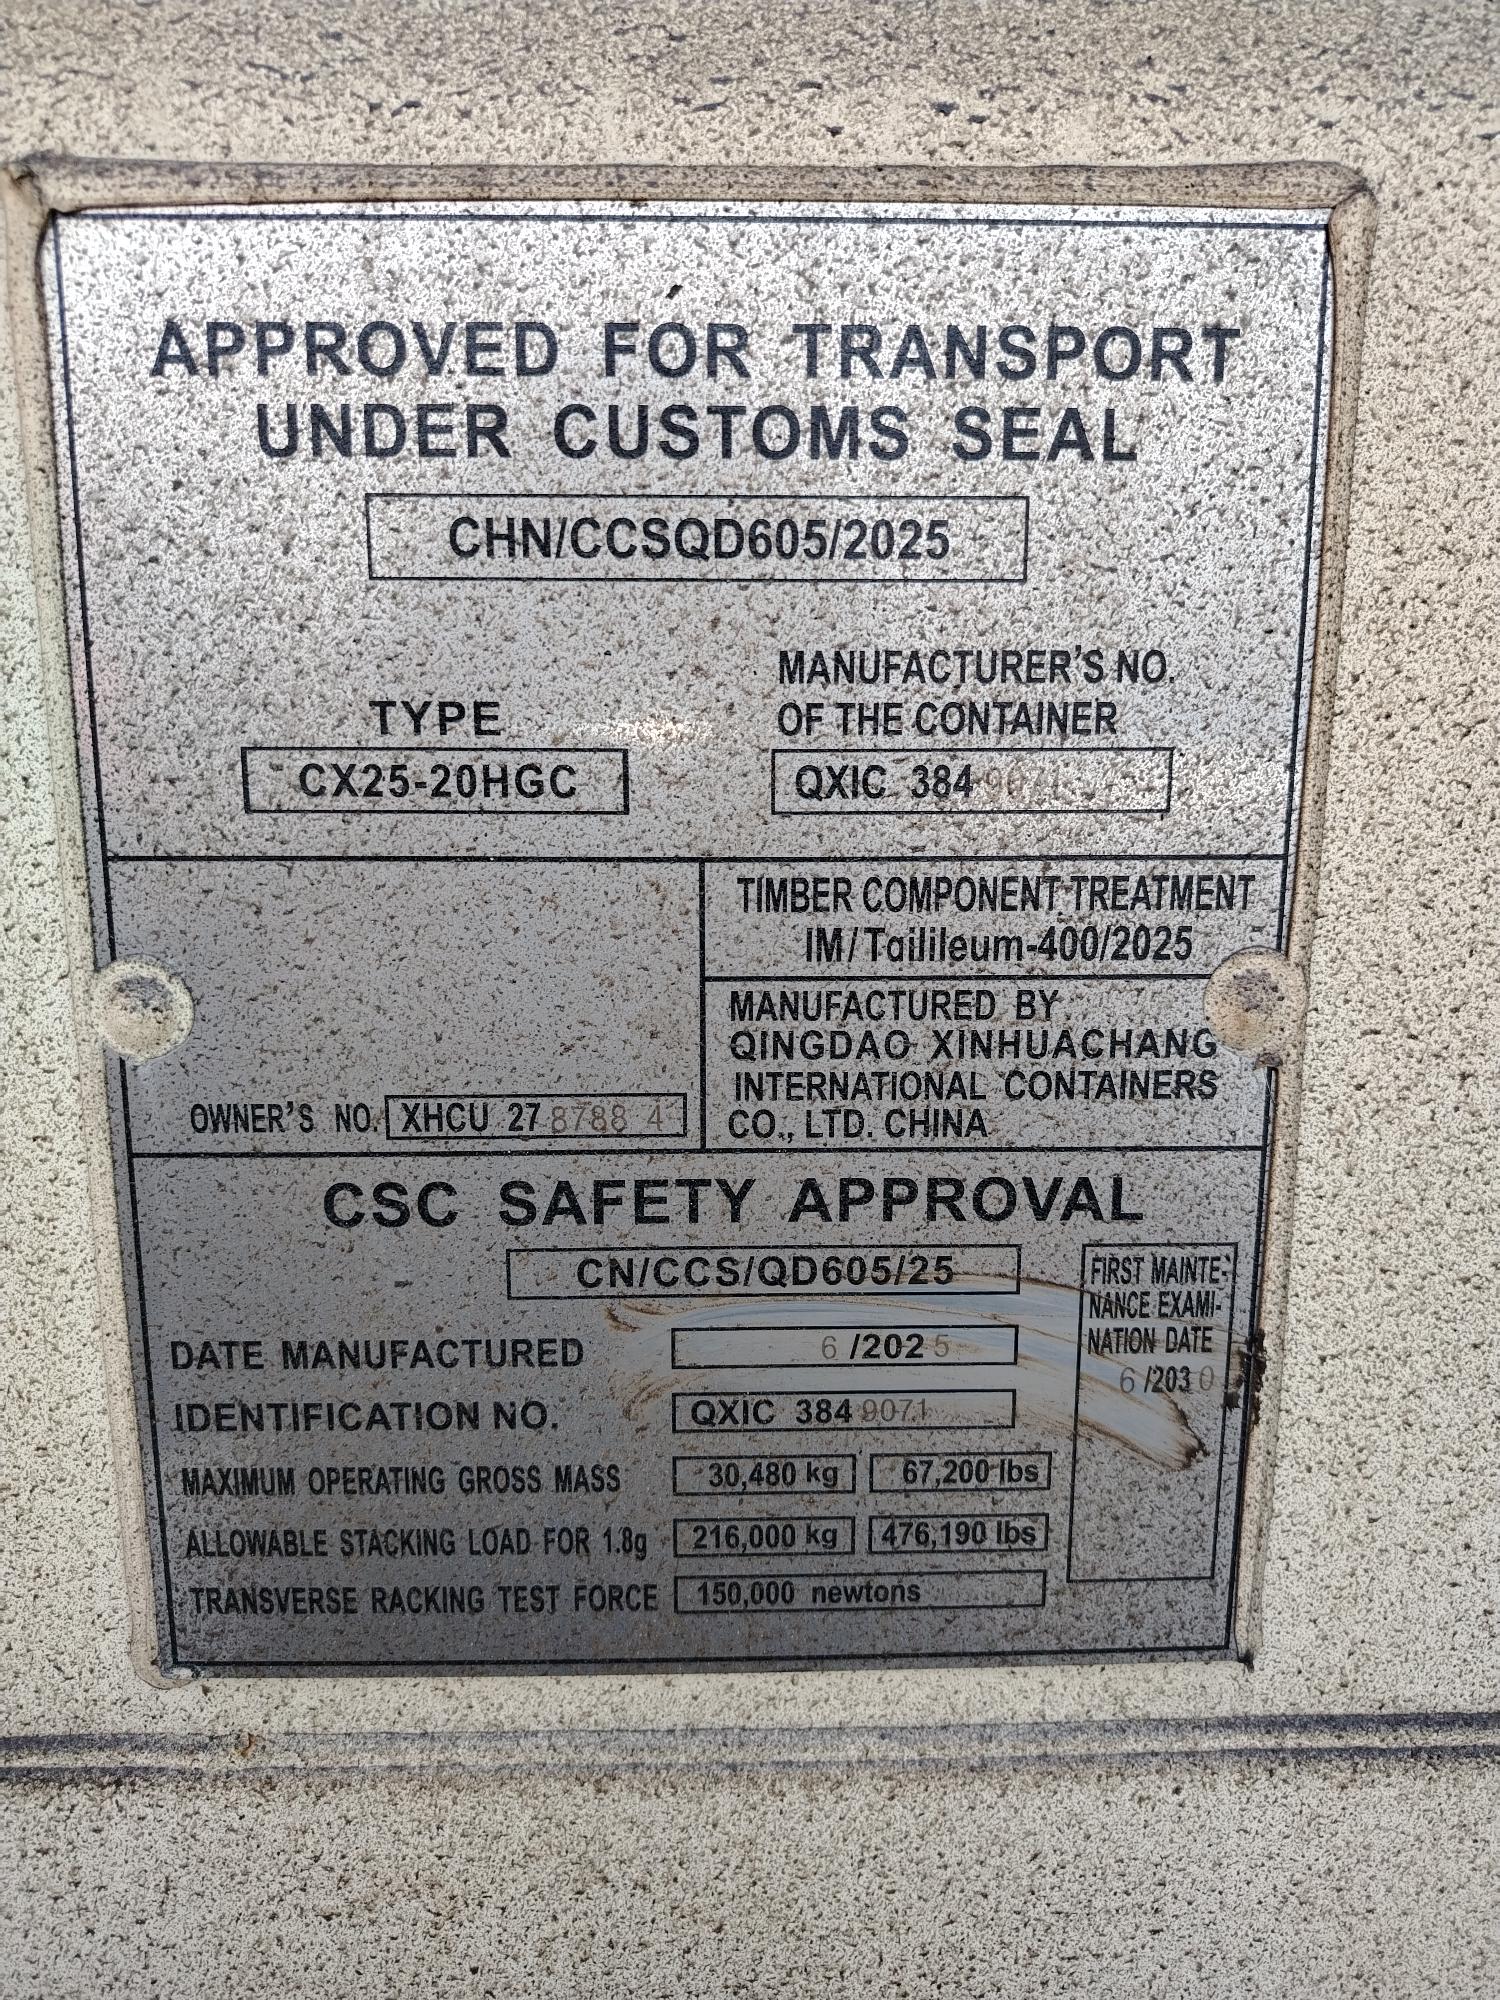 APPROVED FOR TRANSPORT
UNDER CUSTOMS SEAL
CHN/CCSQD605/2025
TYPE
CX25-20HGC
MANUFACTURER'S NO.
OF THE CONTAINER
QXIC 384 9071
TIMBER COMPONENT TREATMENT
IM/Tailileum-400/2025
MANUFACTURED BY
QINGDAO XINHUACHANG
INTERNATIONAL CONTAINERS
CO., LTD. CHINA
OWNER'S NO. XHCU 27 8788 4
CSC SAFETY APPROVAL
CN/CCS/QD605/25
DATE MANUFACTURED 6 /202 5
IDENTIFICATION NO. QXIC 384 9071
MAXIMUM OPERATING GROSS MASS 30,480 kg 67,200 lbs
ALLOWABLE STACKING LOAD FOR 1.8g 216,000 kg 476,190 lbs
TRANSVERSE RACKING TEST FORCE 150,000 newtons
FIRST MAINTE-
NANCE EXAMI-
NATION DATE
6 /203 0